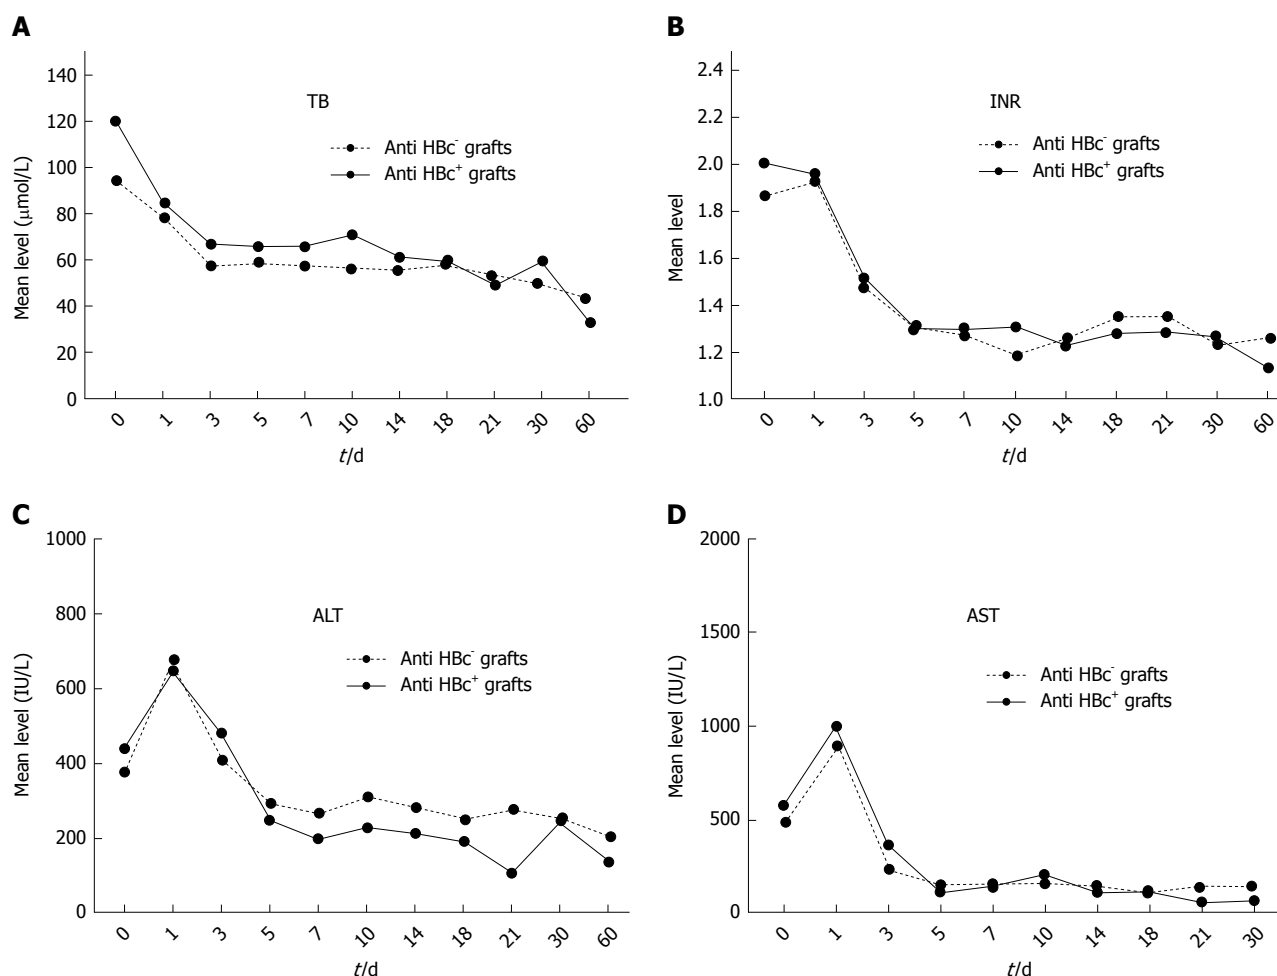 A
TB
Mean level (μmol/L)
140
120
100
80
60
40
20
0
Anti HBc⁻ grafts
Anti HBc⁺ grafts
0 1 3 5 7 10 14 18 21 30 60
t/d
B
INR
Mean level
2.4
2.2
2.0
1.8
1.6
1.4
1.2
1.0
Anti HBc⁻ grafts
Anti HBc⁺ grafts
0 1 3 5 7 10 14 18 21 30 60
t/d
C
ALT
Mean level (IU/L)
1000
800
600
400
200
0
Anti HBc⁻ grafts
Anti HBc⁺ grafts
0 1 3 5 7 10 14 18 21 30 60
t/d
D
AST
Mean level (IU/L)
2000
1500
1000
500
0
Anti HBc⁻ grafts
Anti HBc⁺ grafts
0 1 3 5 7 10 14 18 21 30
t/d